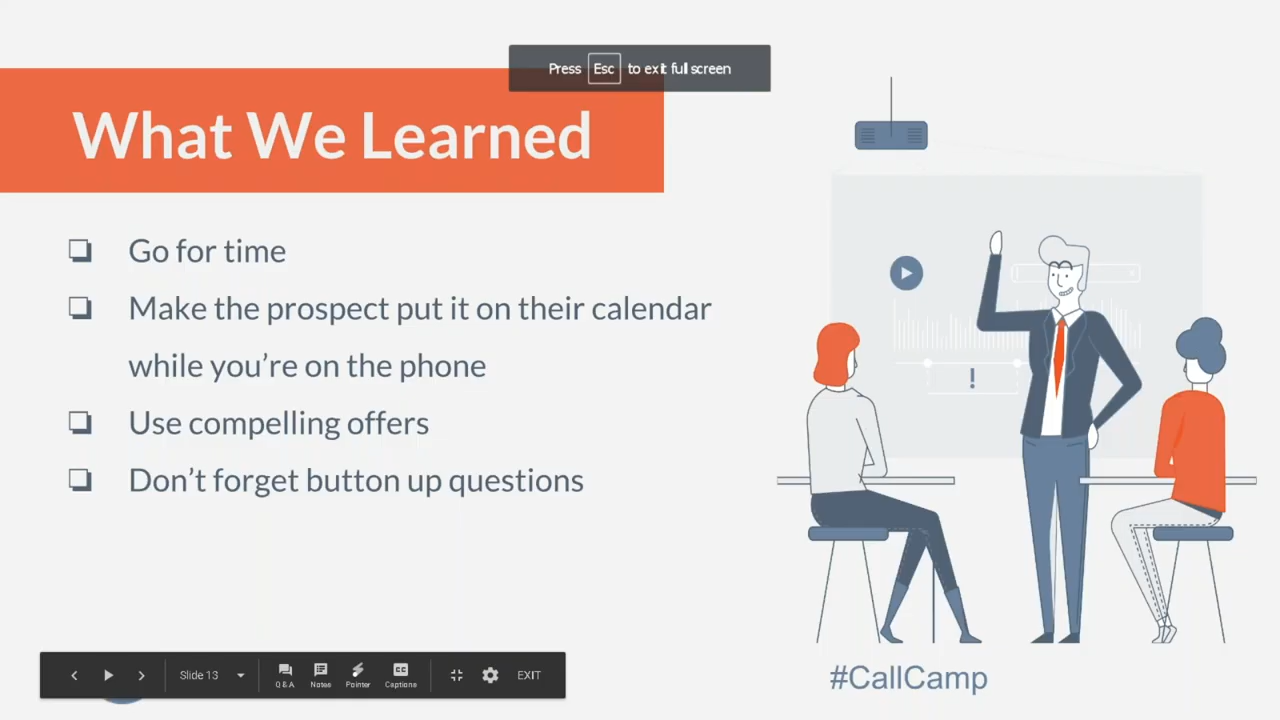 Press Esc to exit full screen
What We Learned
❏ Go for time
❏ Make the prospect put it on their calendar
while you’re on the phone
❏ Use compelling offers
❏ Don’t forget button up questions
!
Slide 13
Q & A
Notes
Pointer
CC
Captions
EXIT
#CallCamp